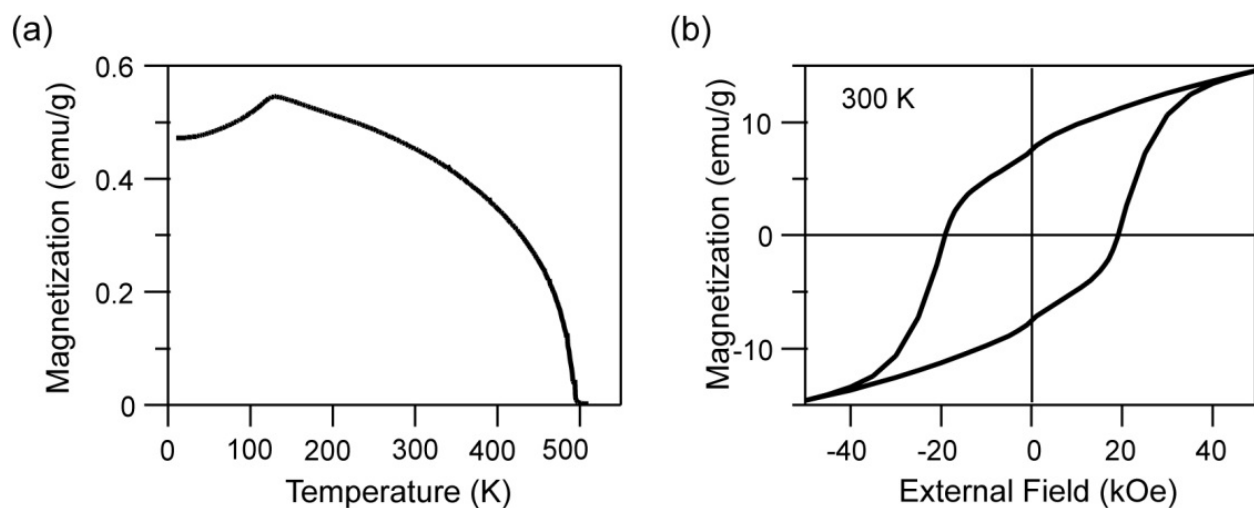 (a)
Magnetization (emu/g)
0.6
0.4
0.2
0
0 100 200 300 400 500
Temperature (K)
(b)
Magnetization (emu/g)
300 K
10
0
-10
-40 -20 0 20 40
External Field (kOe)